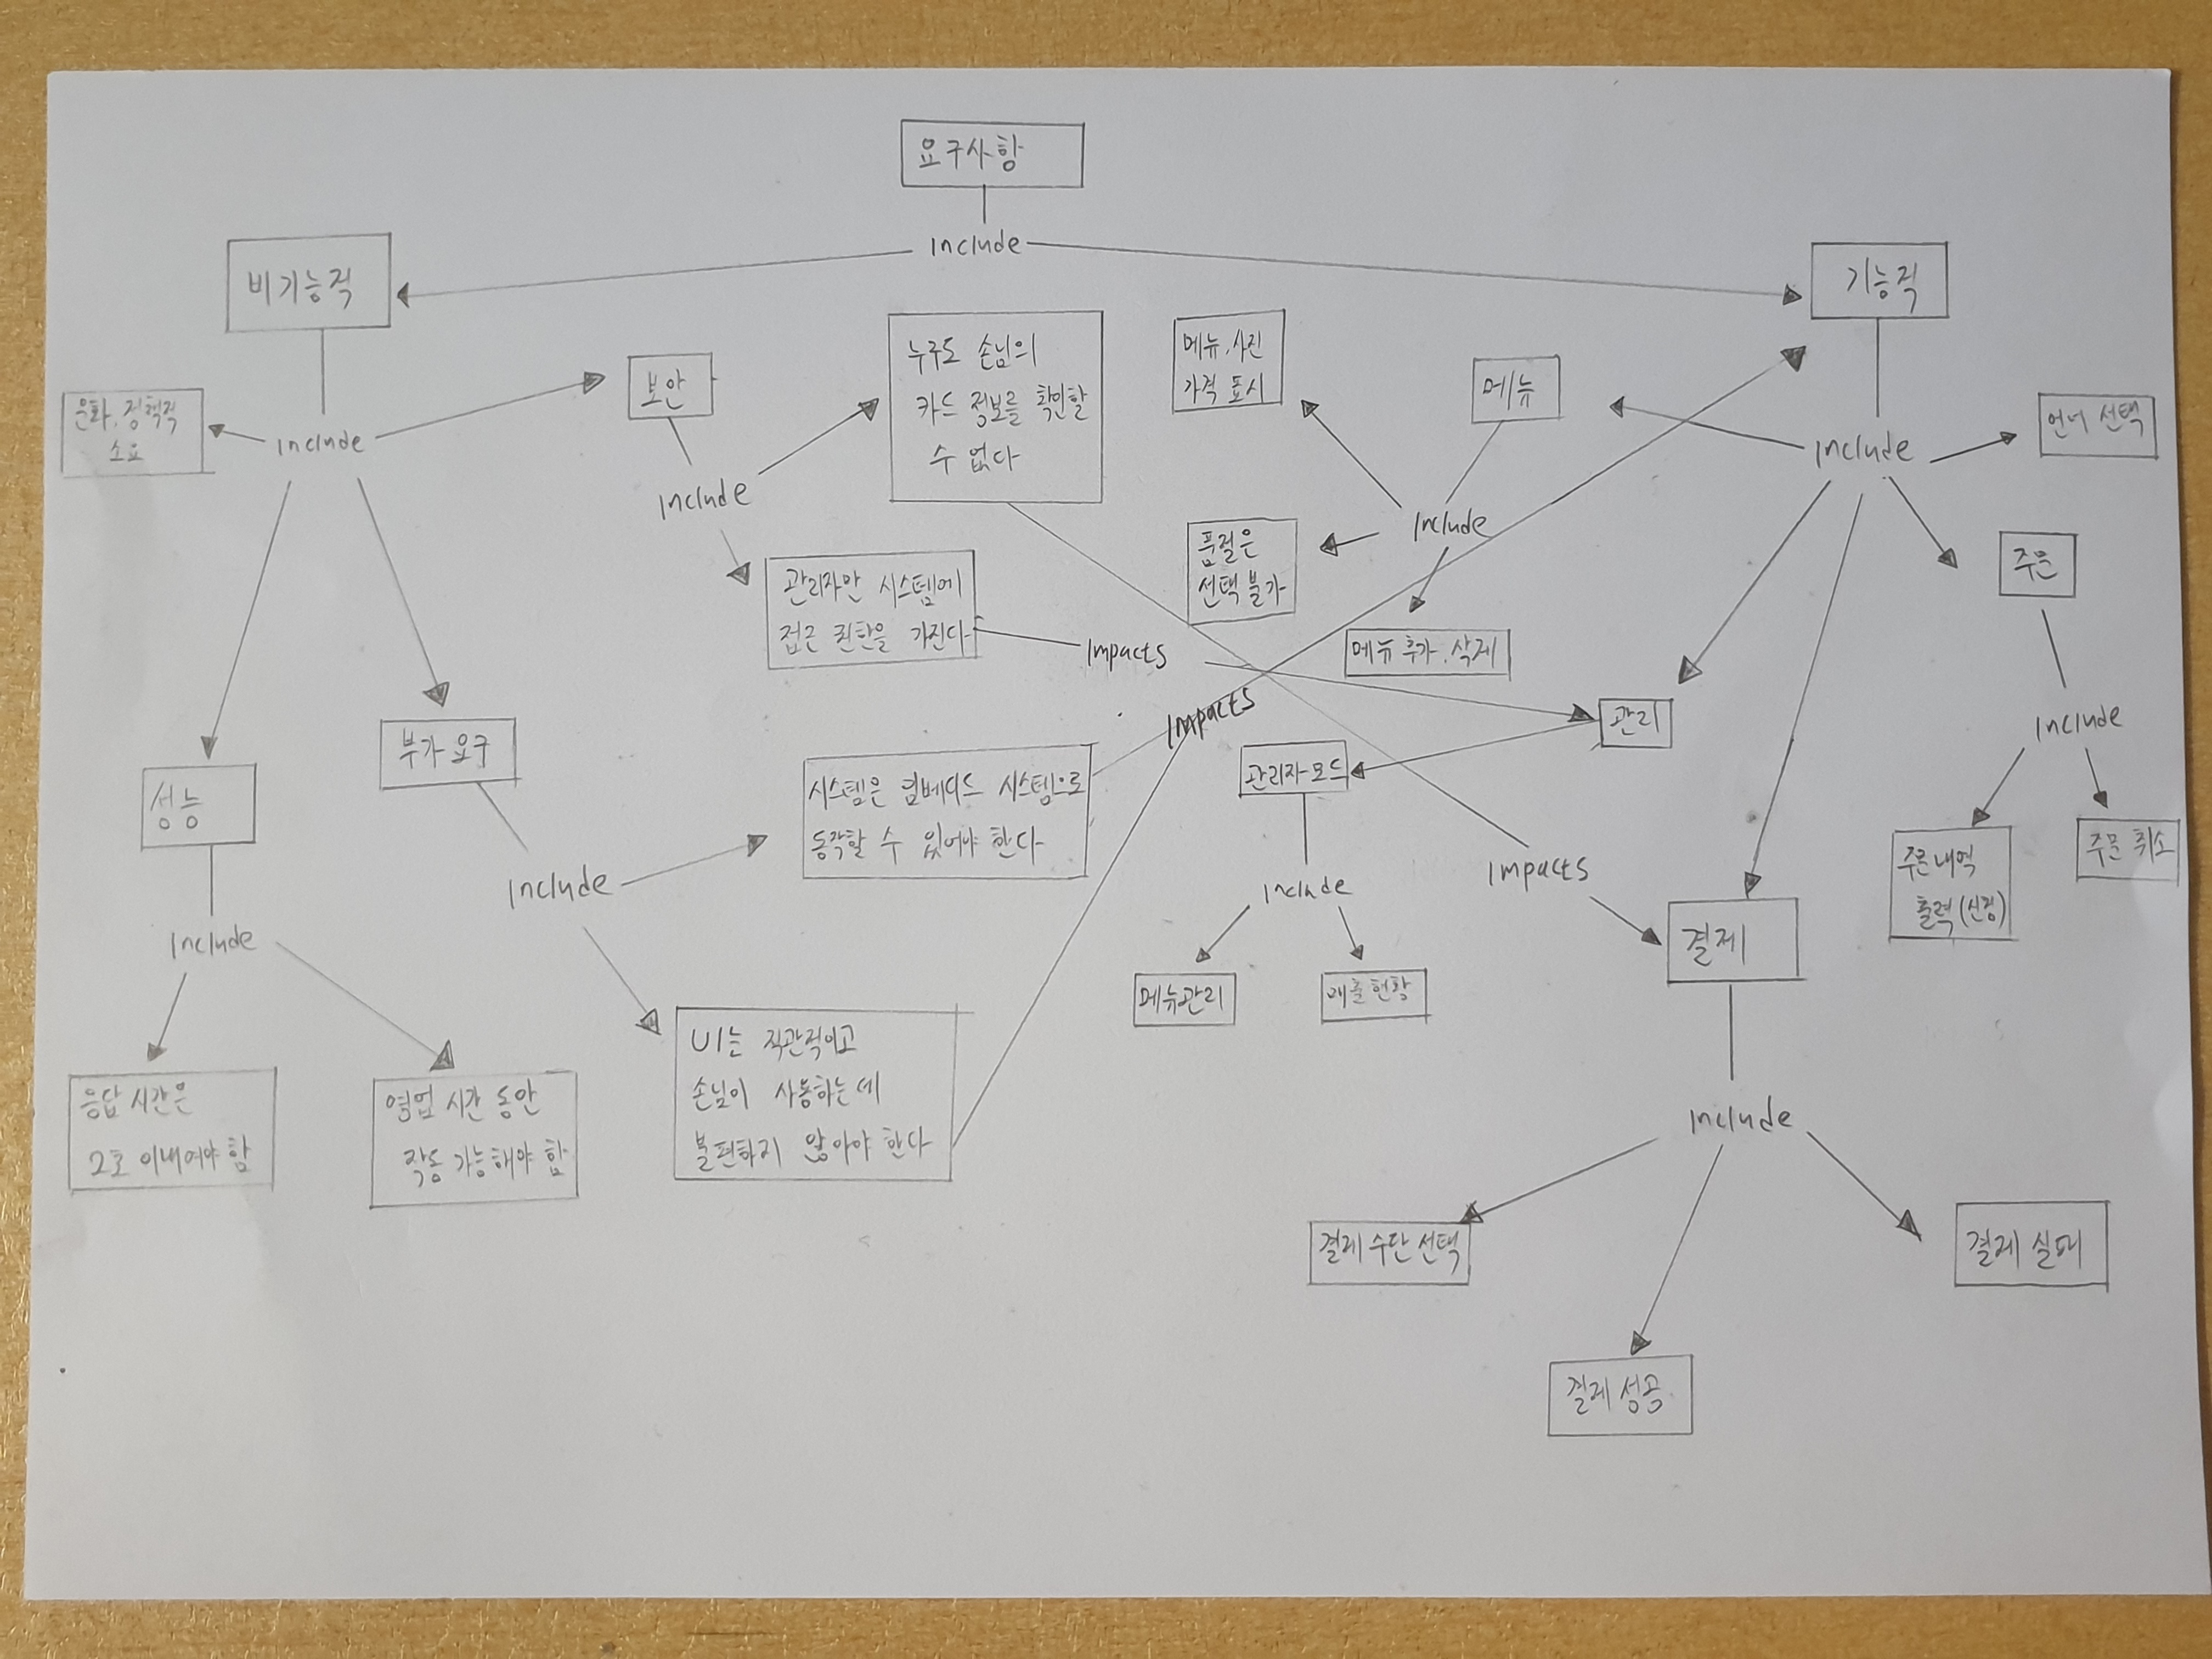 요구사항
include
비기능적
기능적
문화, 정책적
소요
include
보안
include
누구도 손님의
카드 정보를 확인할
수 없다
관리자만 시스템에
접근 권한을 가진다
Impacts
메뉴, 사진
가격 표시
메뉴
include
품절은
선택 불가
메뉴 추가, 삭제
include
언어 선택
주문
include
주문내역
출력(신규)
주문 취소
관리
관리자 모드
include
메뉴관리
매출현황
Impacts
Impacts
성능
include
응답 시간은
2초 이내여야 함
영업 시간 동안
작동 가능해야 함
부가요구
include
시스템은 임베디드 시스템으로
동작할 수 있어야 한다
UI는 직관적이고
손님이 사용하는데
불편하지 않아야 한다
결제
include
결제 수단 선택
결제 성공
결제 실패